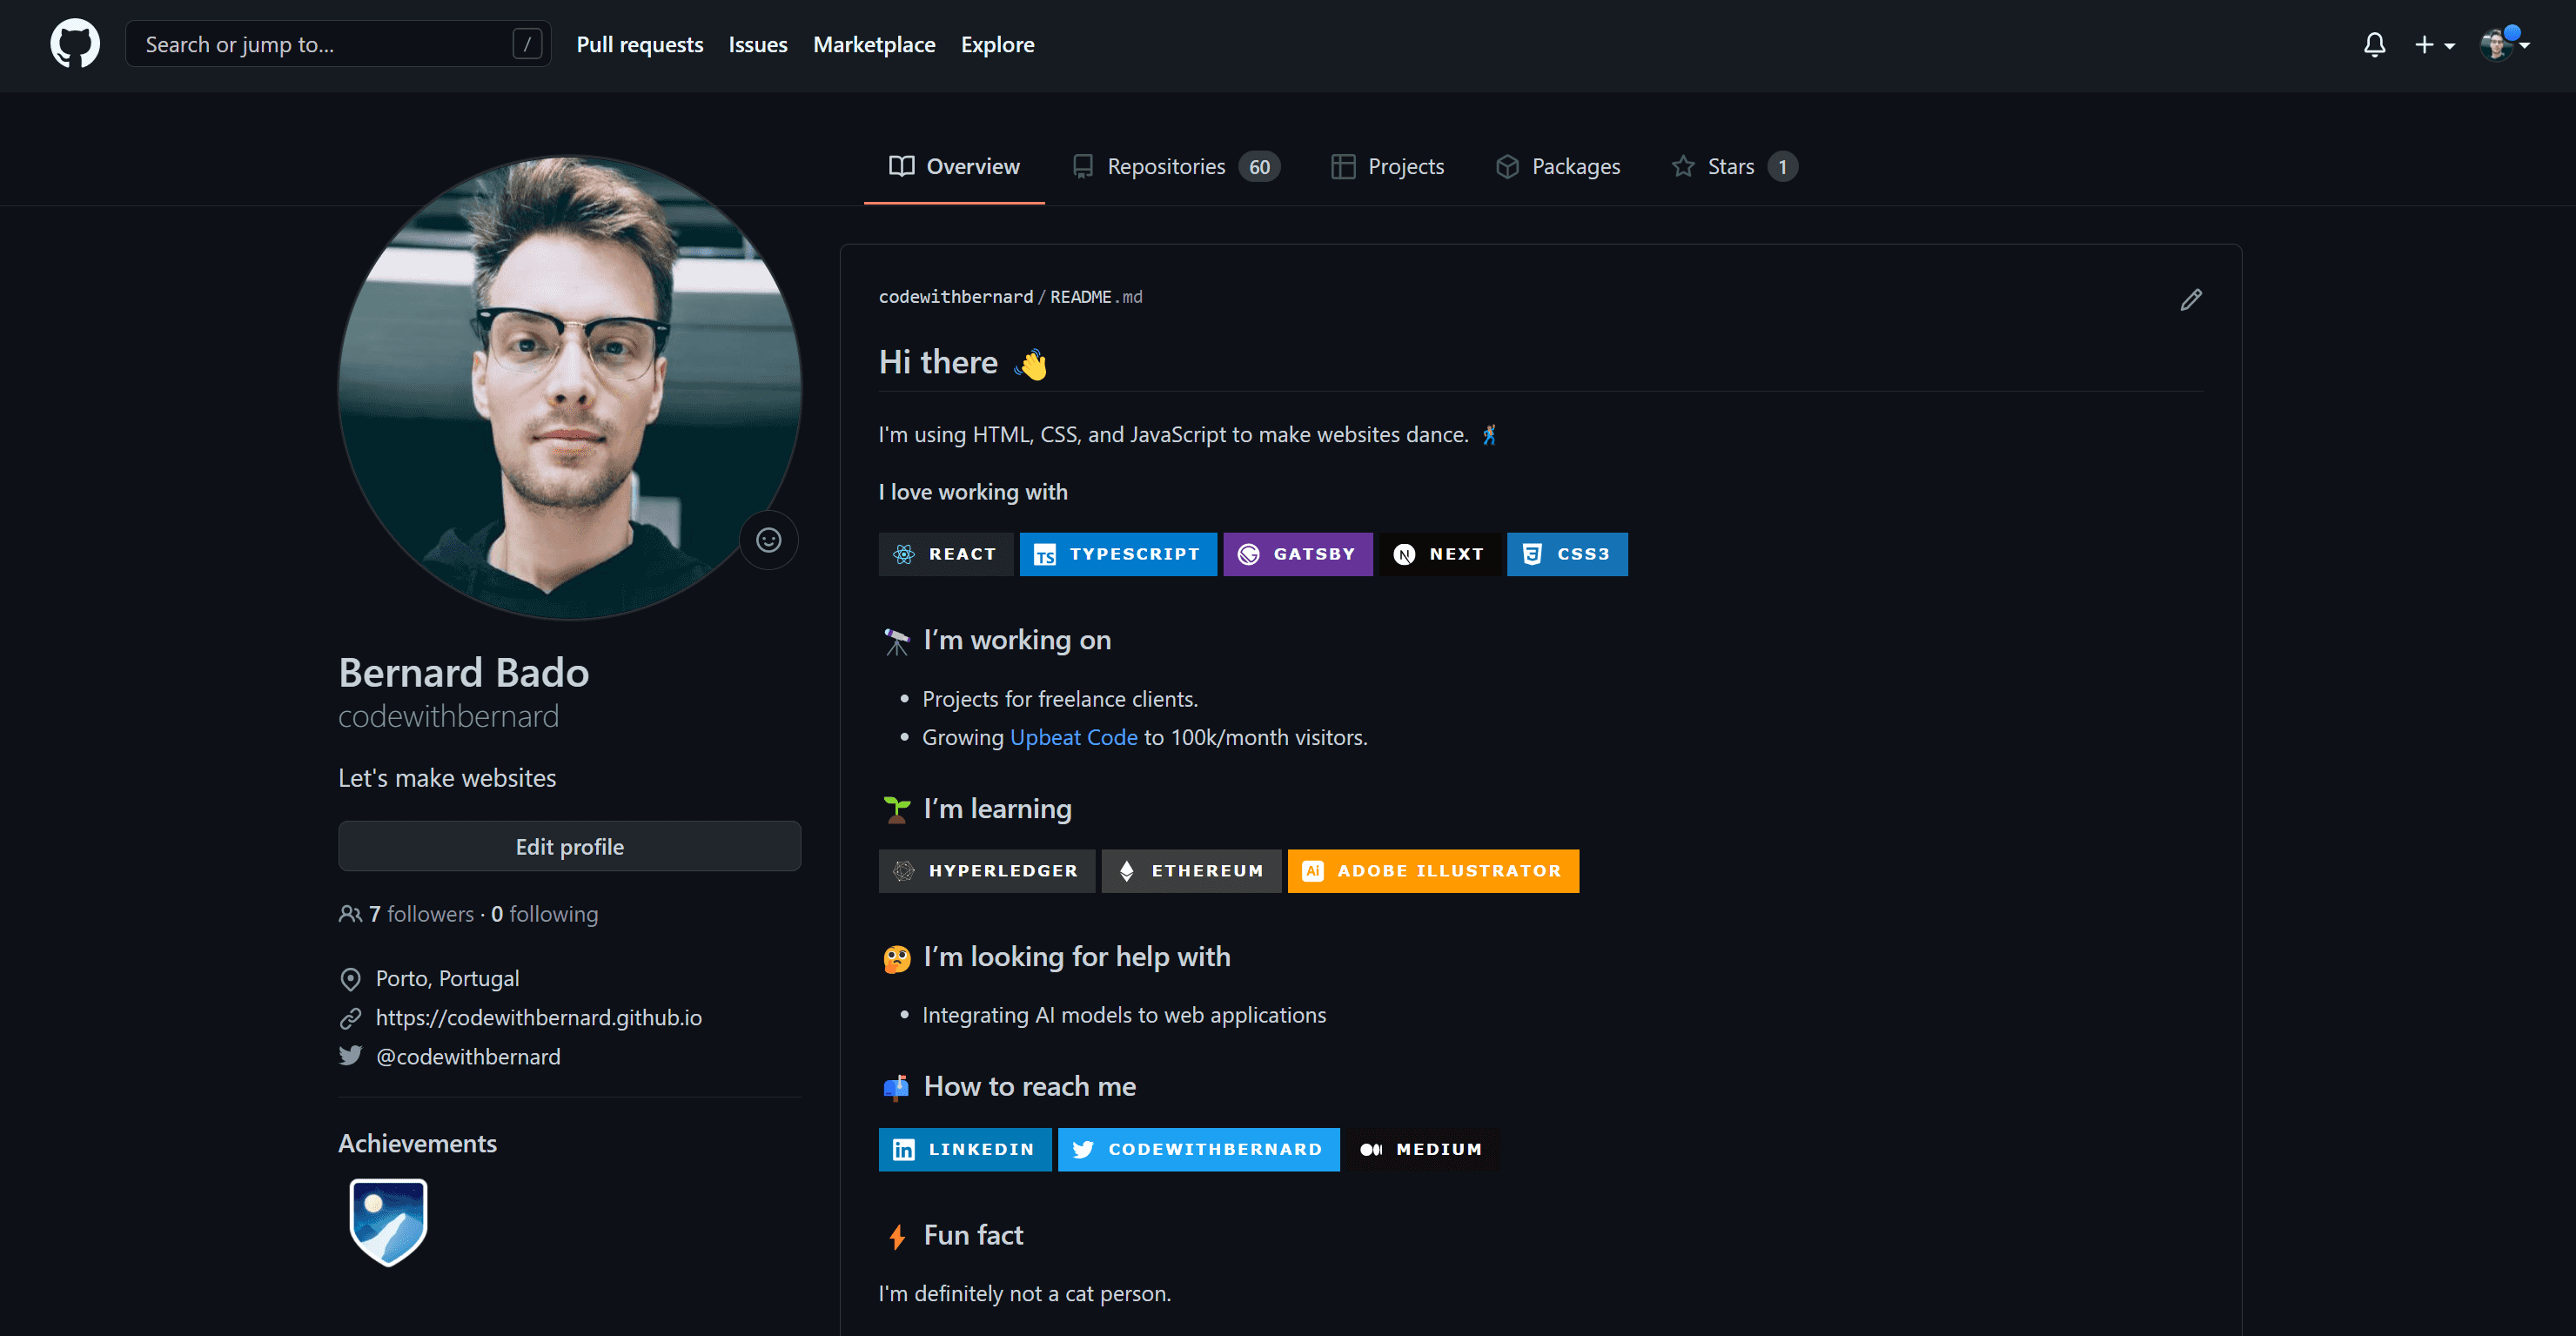 Search or jump to... /
Pull requests Issues Marketplace Explore
Overview Repositories 60 Projects Packages Stars 1
Bernard Bado
codewithbernard
Let's make websites
Edit profile
7 followers · 0 following
Porto, Portugal
https://codewithbernard.github.io
@codewithbernard
Achievements
codewithbernard / README.md
Hi there 👋
I'm using HTML, CSS, and JavaScript to make websites dance. 🕺
I love working with
REACT TS TYPESCRIPT GATSBY N NEXT 3 CSS3
🔭 I’m working on
Projects for freelance clients.
Growing Upbeat Code to 100k/month visitors.
🌱 I’m learning
HYPERLEDGER ETHEREUM Ai ADOBE ILLUSTRATOR
🤔 I’m looking for help with
Integrating AI models to web applications
📫 How to reach me
in LINKEDIN CODEWITHBERNARD MEDIUM
⚡ Fun fact
I'm definitely not a cat person.